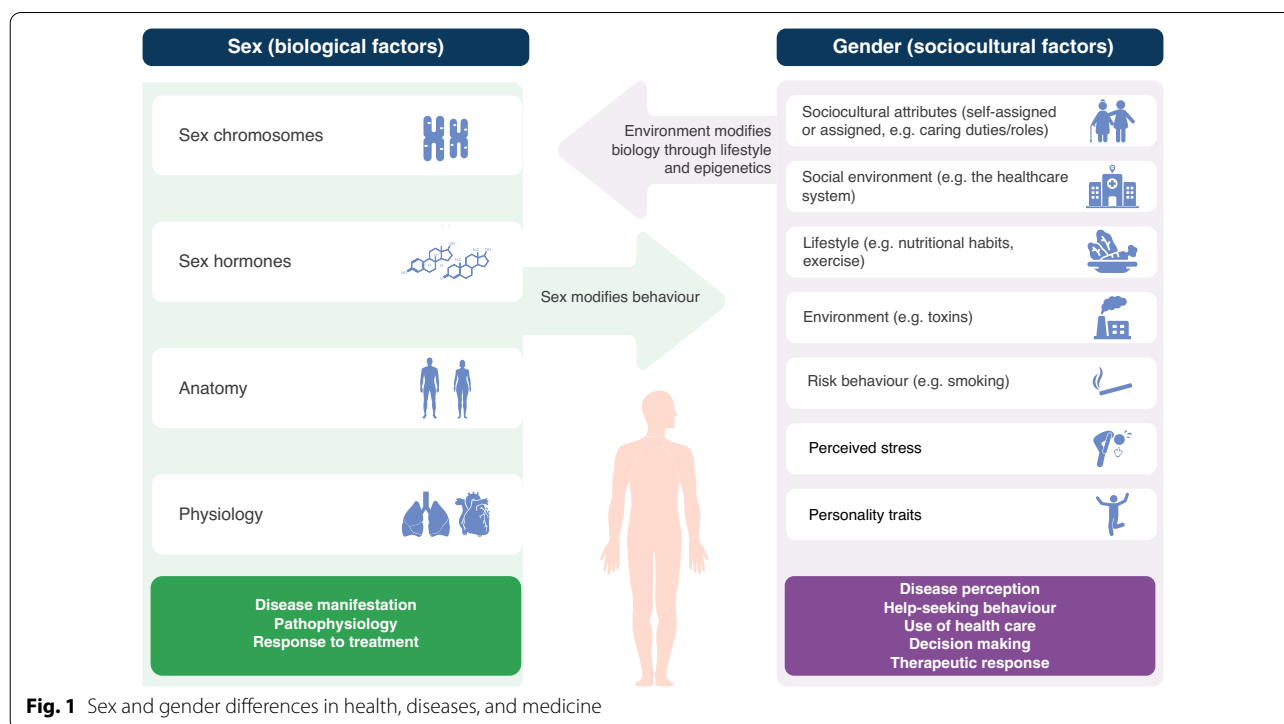 Sex (biological factors)
Sex chromosomes
Sex hormones
Anatomy
Physiology
Disease manifestation
Pathophysiology
Response to treatment
Environment modifies
biology through lifestyle
and epigenetics
Sex modifies behaviour
Gender (sociocultural factors)
Sociocultural attributes (self-assigned
or assigned, e.g. caring duties/roles)
Social environment (e.g. the healthcare
system)
Lifestyle (e.g. nutritional habits,
exercise)
Environment (e.g. toxins)
Risk behaviour (e.g. smoking)
Perceived stress
Personality traits
Disease perception
Help-seeking behaviour
Use of health care
Decision making
Therapeutic response
Fig. 1 Sex and gender differences in health, diseases, and medicine